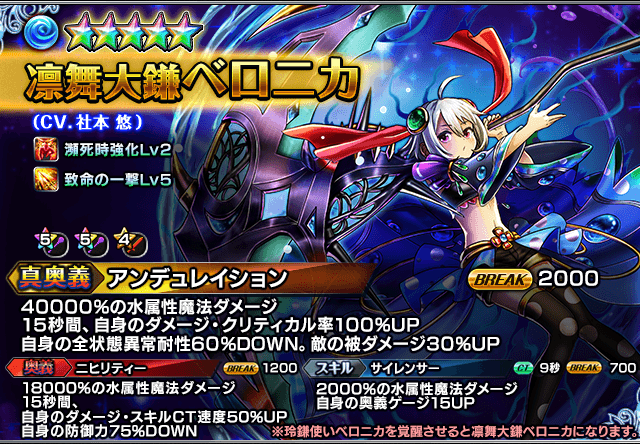 凛舞大鎌ベロニカ
(CV.社本 悠)
瀕死時強化Lv2
致命の一撃Lv5
5 5 4
真奥義 アンデュレイション BREAK 2000
40000%の水属性魔法ダメージ
15秒間、自身のダメージ・クリティカル率100%UP
自身の全状態異常耐性60%DOWN。敵の被ダメージ30%UP
奥義 ニヒリティー BREAK 1200
18000%の水属性魔法ダメージ
15秒間、
自身のダメージ・スキルCT速度50%UP
自身の防御力75%DOWN
スキル サイレンサー CT 9秒 BREAK 700
2000%の水属性魔法ダメージ
自身の奥義ゲージ15UP
※玲鎌使いベロニカを覚醒させると凛舞大鎌ベロニカになります。